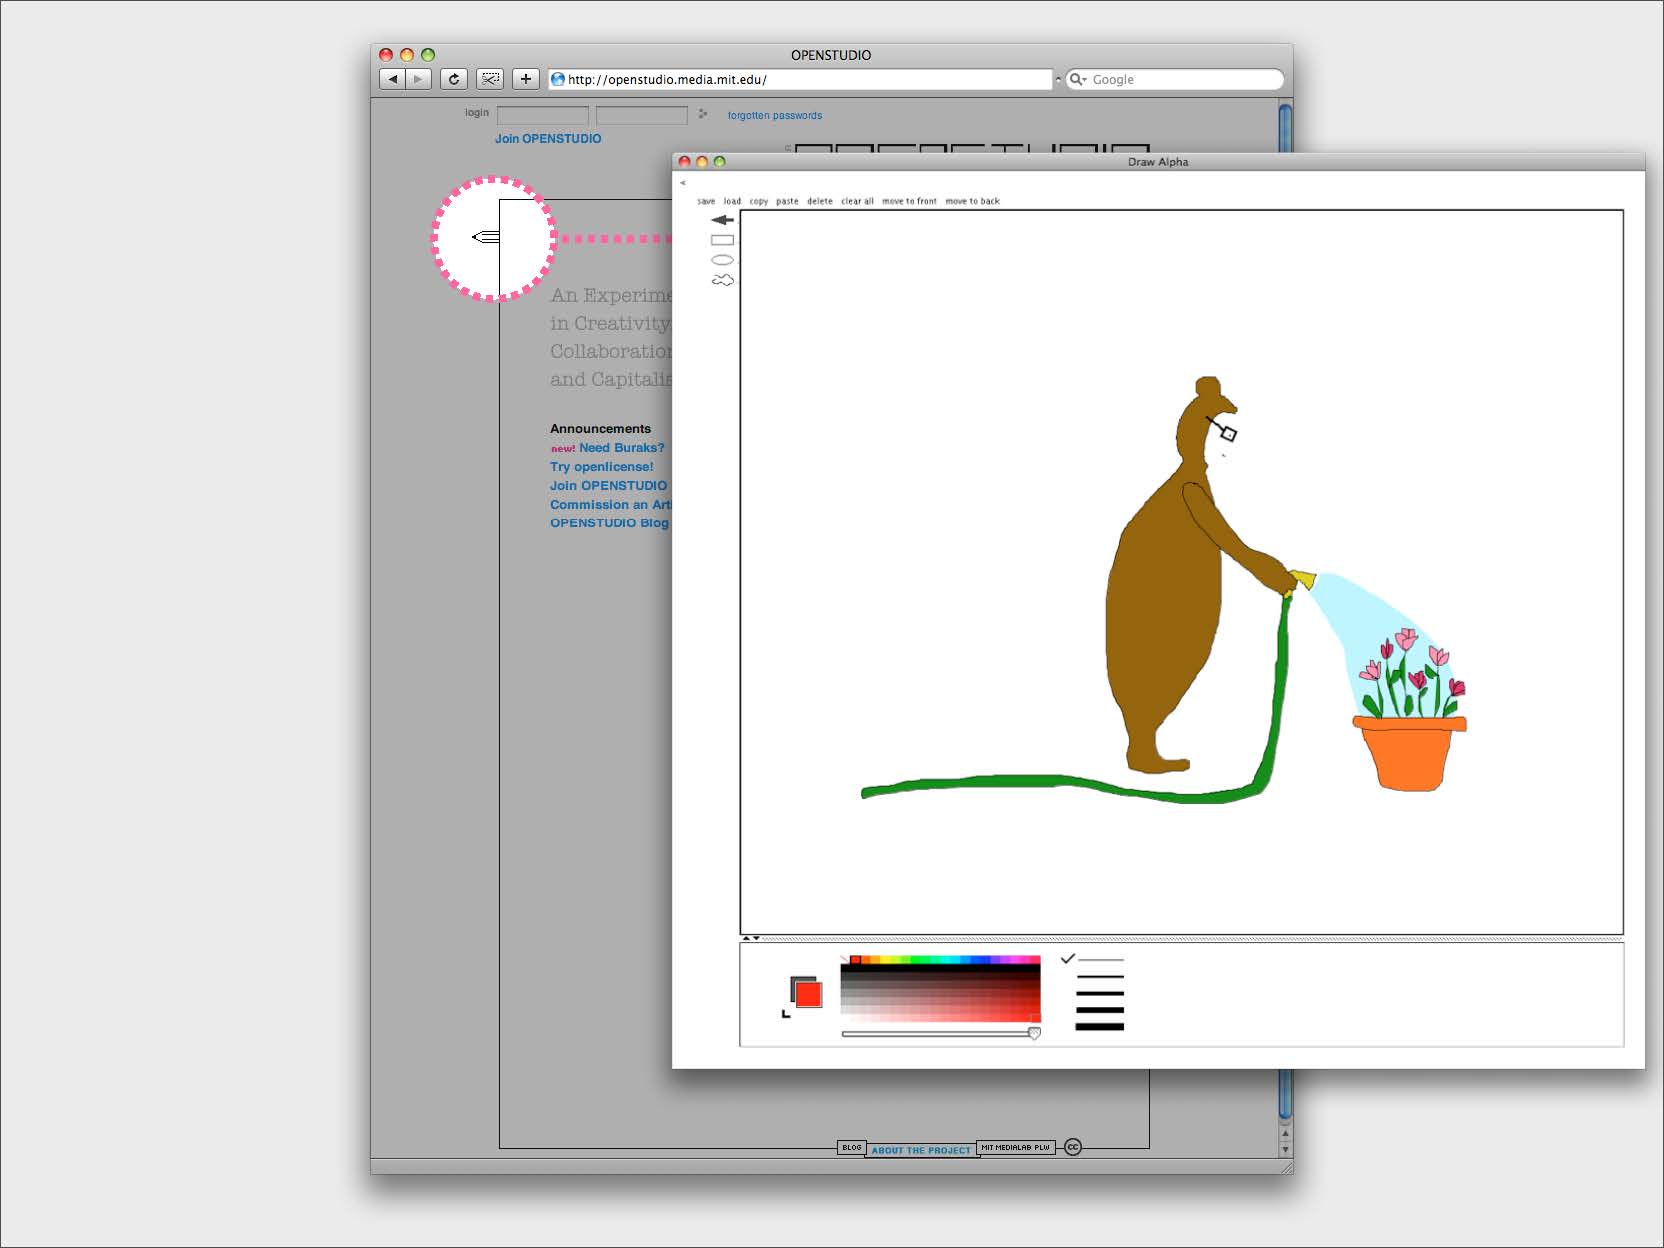 OPENSTUDIO
http://openstudio.media.mit.edu/
Google
login
forgotten passwords
Join OPENSTUDIO
Draw Alpha
save load copy paste delete clear all move to front move to back
An Experime
in Creativity
Collaboration
and Capitalis
Announcements
new! Need Buraks?
Try openlicense!
Join OPENSTUDIO
Commission an Art
OPENSTUDIO Blog
BLOG
ABOUT THE PROJECT
MIT MEDIALAB PLW
cc